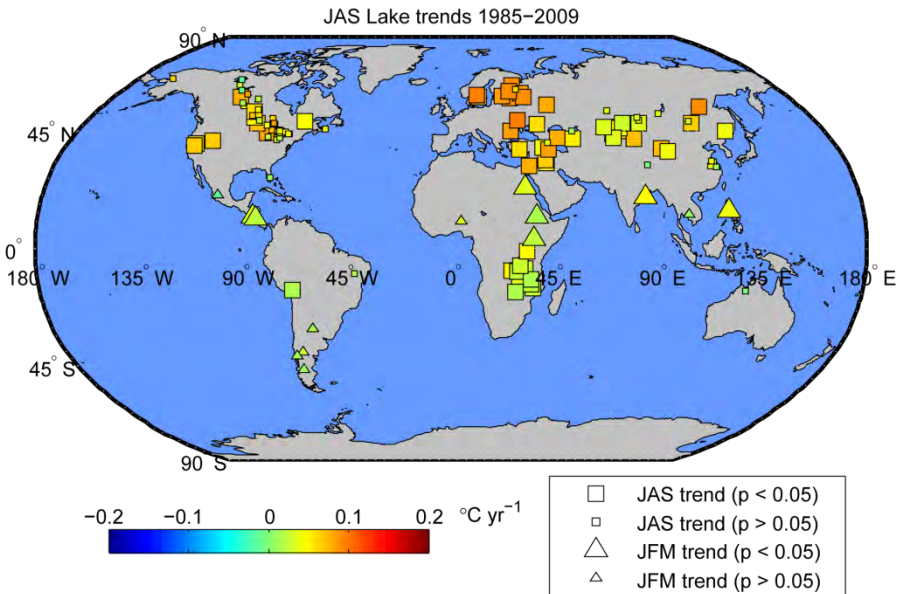 JAS Lake trends 1985−2009
90° N
45° N
0°
180° W 135° W 90° W 45° W 0° 45° E 90° E 135° E 180° E
45° S
90° S
−0.2 −0.1 0 0.1 0.2 °C yr⁻¹
JAS trend (p < 0.05)
JAS trend (p > 0.05)
JFM trend (p < 0.05)
JFM trend (p > 0.05)